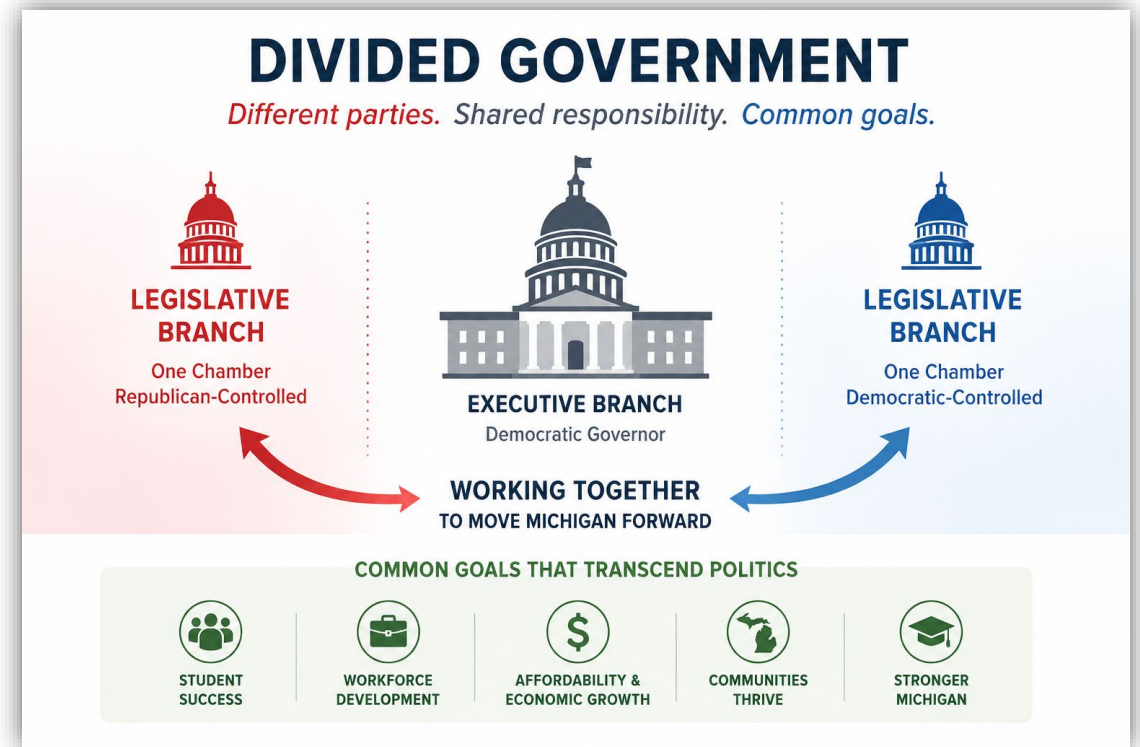 DIVIDED GOVERNMENT
Different parties. Shared responsibility. Common goals.
LEGISLATIVE
BRANCH
One Chamber
Republican-Controlled
EXECUTIVE BRANCH
Democratic Governor
LEGISLATIVE
BRANCH
One Chamber
Democratic-Controlled
WORKING TOGETHER
TO MOVE MICHIGAN FORWARD
COMMON GOALS THAT TRANSCEND POLITICS
STUDENT
SUCCESS
WORKFORCE
DEVELOPMENT
$
AFFORDABILITY &
ECONOMIC GROWTH
COMMUNITIES
THRIVE
STRONGER
MICHIGAN